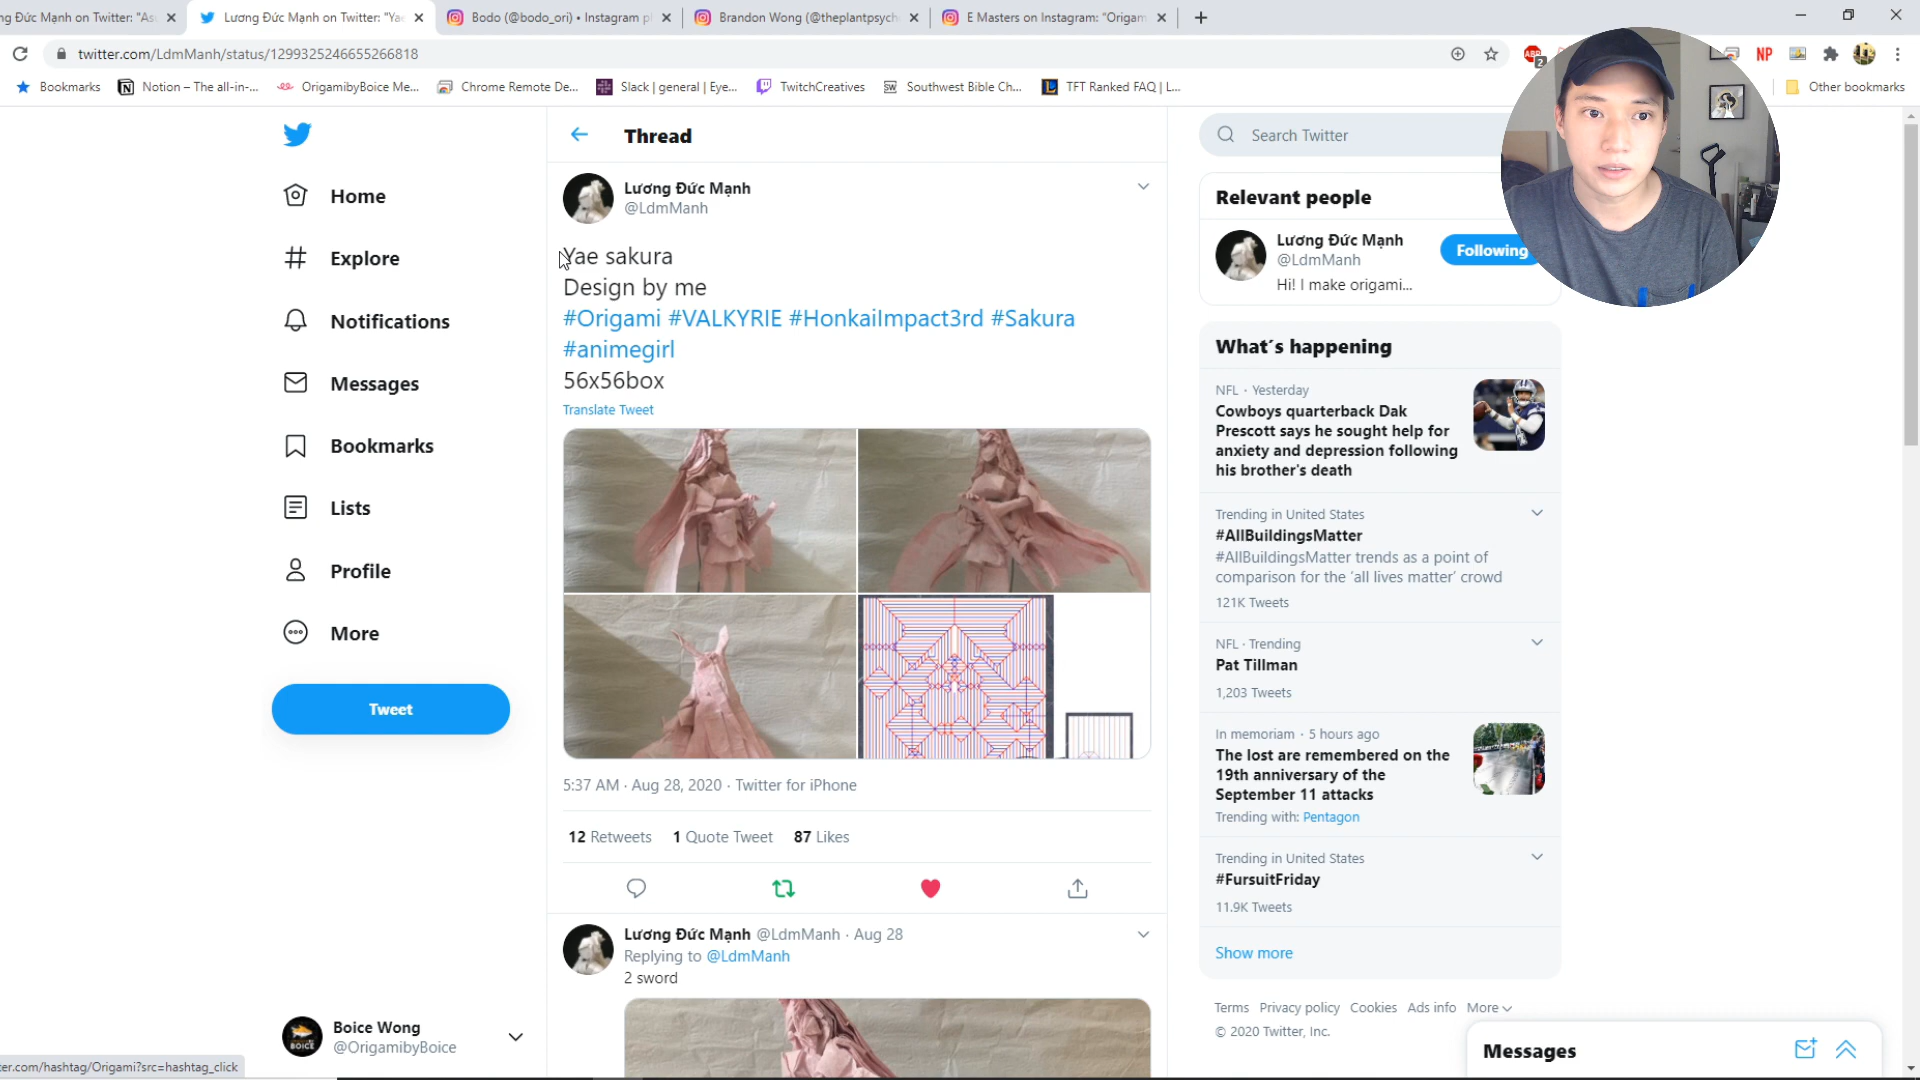 ng Đức Mạnh on Twitter: "Asu
Lương Đức Mạnh on Twitter: "Yae
Bodo (@bodo_ori) • Instagram p
Brandon Wong (@theplantpsych
E Masters on Instagram: "Origam
twitter.com/LdmManh/status/1299325246655266818
ABP
2
NP
Bookmarks
Notion – The all-in-...
OrigamibyBoice Me...
Chrome Remote De...
Slack | general | Eye...
TwitchCreatives
SW
Southwest Bible Ch...
TFT Ranked FAQ | L...
Other bookmarks
Home
Explore
Notifications
Messages
Bookmarks
Lists
Profile
More
Tweet
Boice Wong
@OrigamibyBoice
ter.com/hashtag/Origami?src=hashtag_click
Thread
Lương Đức Mạnh
@LdmManh
Yae sakura
Design by me
#Origami #VALKYRIE #HonkaiImpact3rd #Sakura
#animegirl
56x56box
Translate Tweet
5:37 AM · Aug 28, 2020 · Twitter for iPhone
12 Retweets 1 Quote Tweet 87 Likes
Lương Đức Mạnh @LdmManh · Aug 28
Replying to @LdmManh
2 sword
Search Twitter
Relevant people
Lương Đức Mạnh
@LdmManh
Following
Hi! I make origami...
What's happening
NFL · Yesterday
Cowboys quarterback Dak
Prescott says he sought help for
anxiety and depression following
his brother's death
Trending in United States
#AllBuildingsMatter
#AllBuildingsMatter trends as a point of
comparison for the 'all lives matter' crowd
121K Tweets
NFL · Trending
Pat Tillman
1,203 Tweets
In memoriam · 5 hours ago
The lost are remembered on the
19th anniversary of the
September 11 attacks
Trending with: Pentagon
Trending in United States
#FursuitFriday
11.9K Tweets
Show more
Terms Privacy policy Cookies Ads info More
© 2020 Twitter, Inc.
Messages